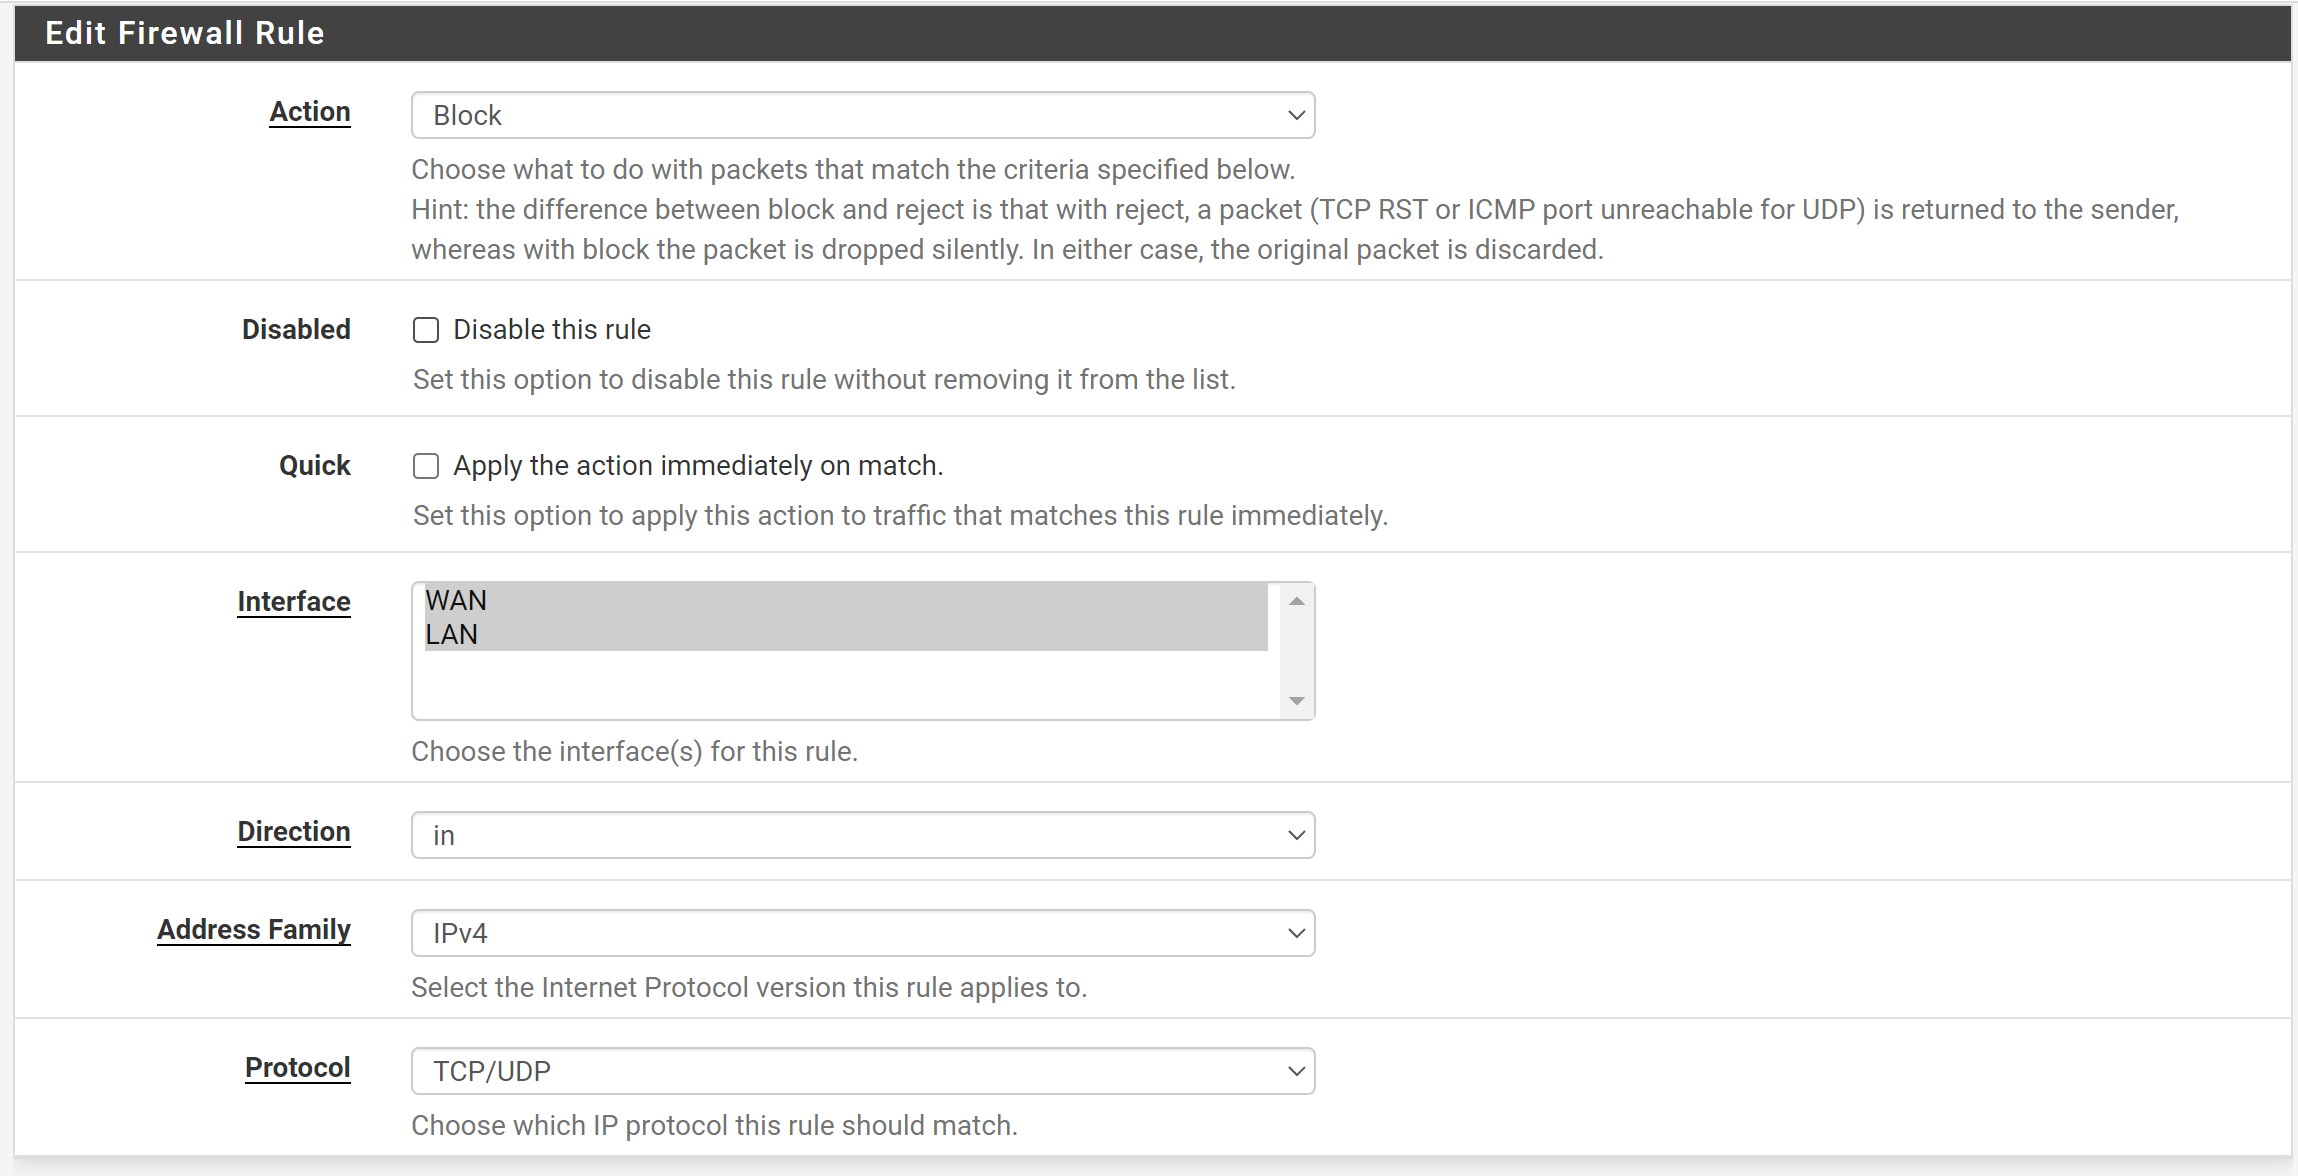 Edit Firewall Rule
Action
Block
Choose what to do with packets that match the criteria specified below.
Hint: the difference between block and reject is that with reject, a packet (TCP RST or ICMP port unreachable for UDP) is returned to the sender,
whereas with block the packet is dropped silently. In either case, the original packet is discarded.
Disabled
Disable this rule
Set this option to disable this rule without removing it from the list.
Quick
Apply the action immediately on match.
Set this option to apply this action to traffic that matches this rule immediately.
Interface
WAN
LAN
Choose the interface(s) for this rule.
Direction
in
Address Family
IPv4
Select the Internet Protocol version this rule applies to.
Protocol
TCP/UDP
Choose which IP protocol this rule should match.